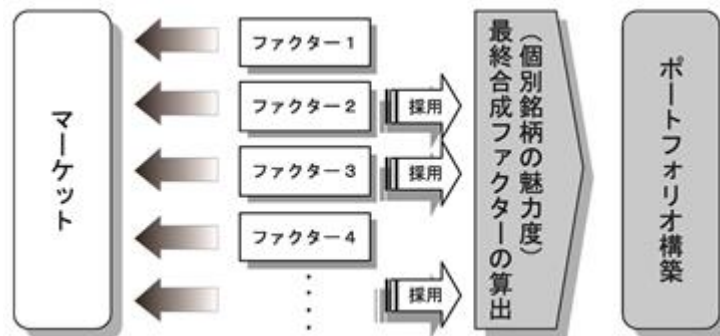 マーケット
ファクター1
ファクター2
採用
ファクター3
採用
ファクター4
・・・・
採用
(個別銘柄の魅力度)
最終合成ファクターの算出
ポートフォリオ構築